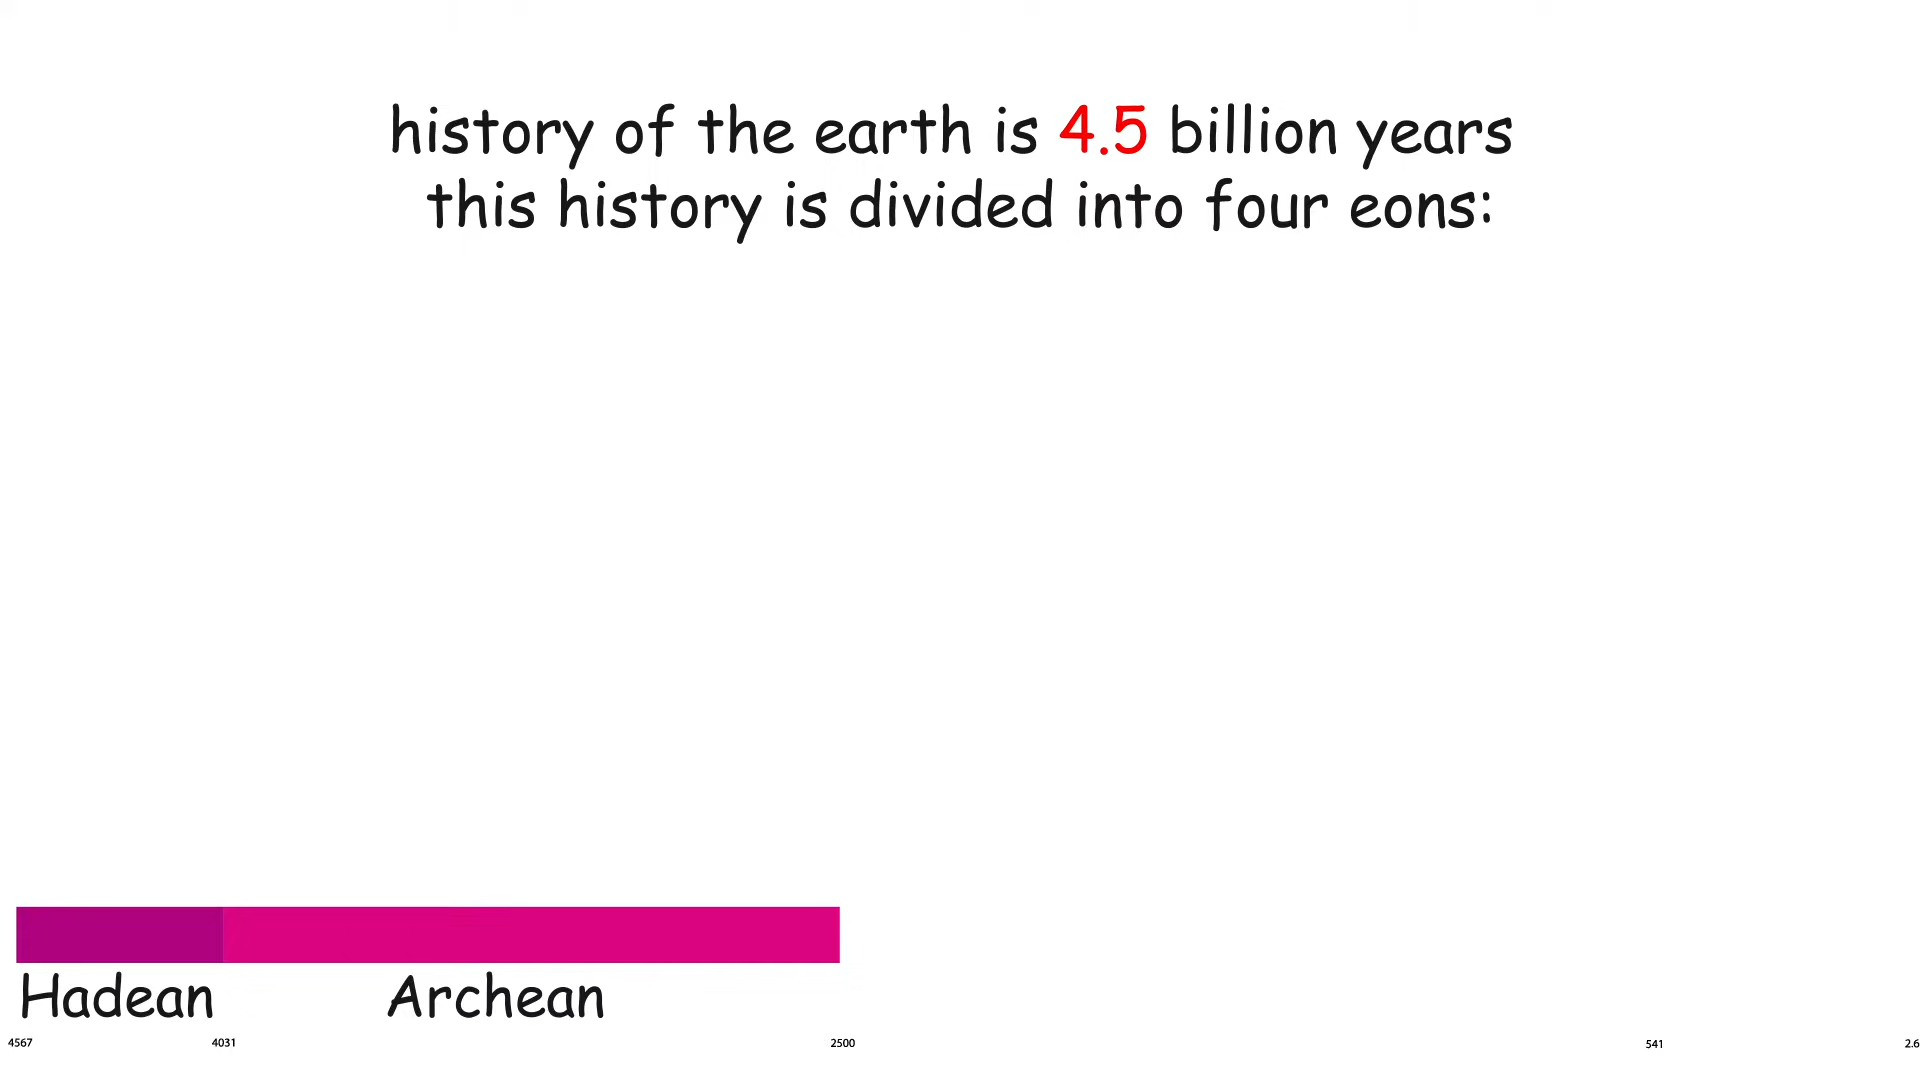 history of the earth is 4.5 billion years
this history is divided into four eons:
Hadean Archean
4567 4031 2500 541 2.6